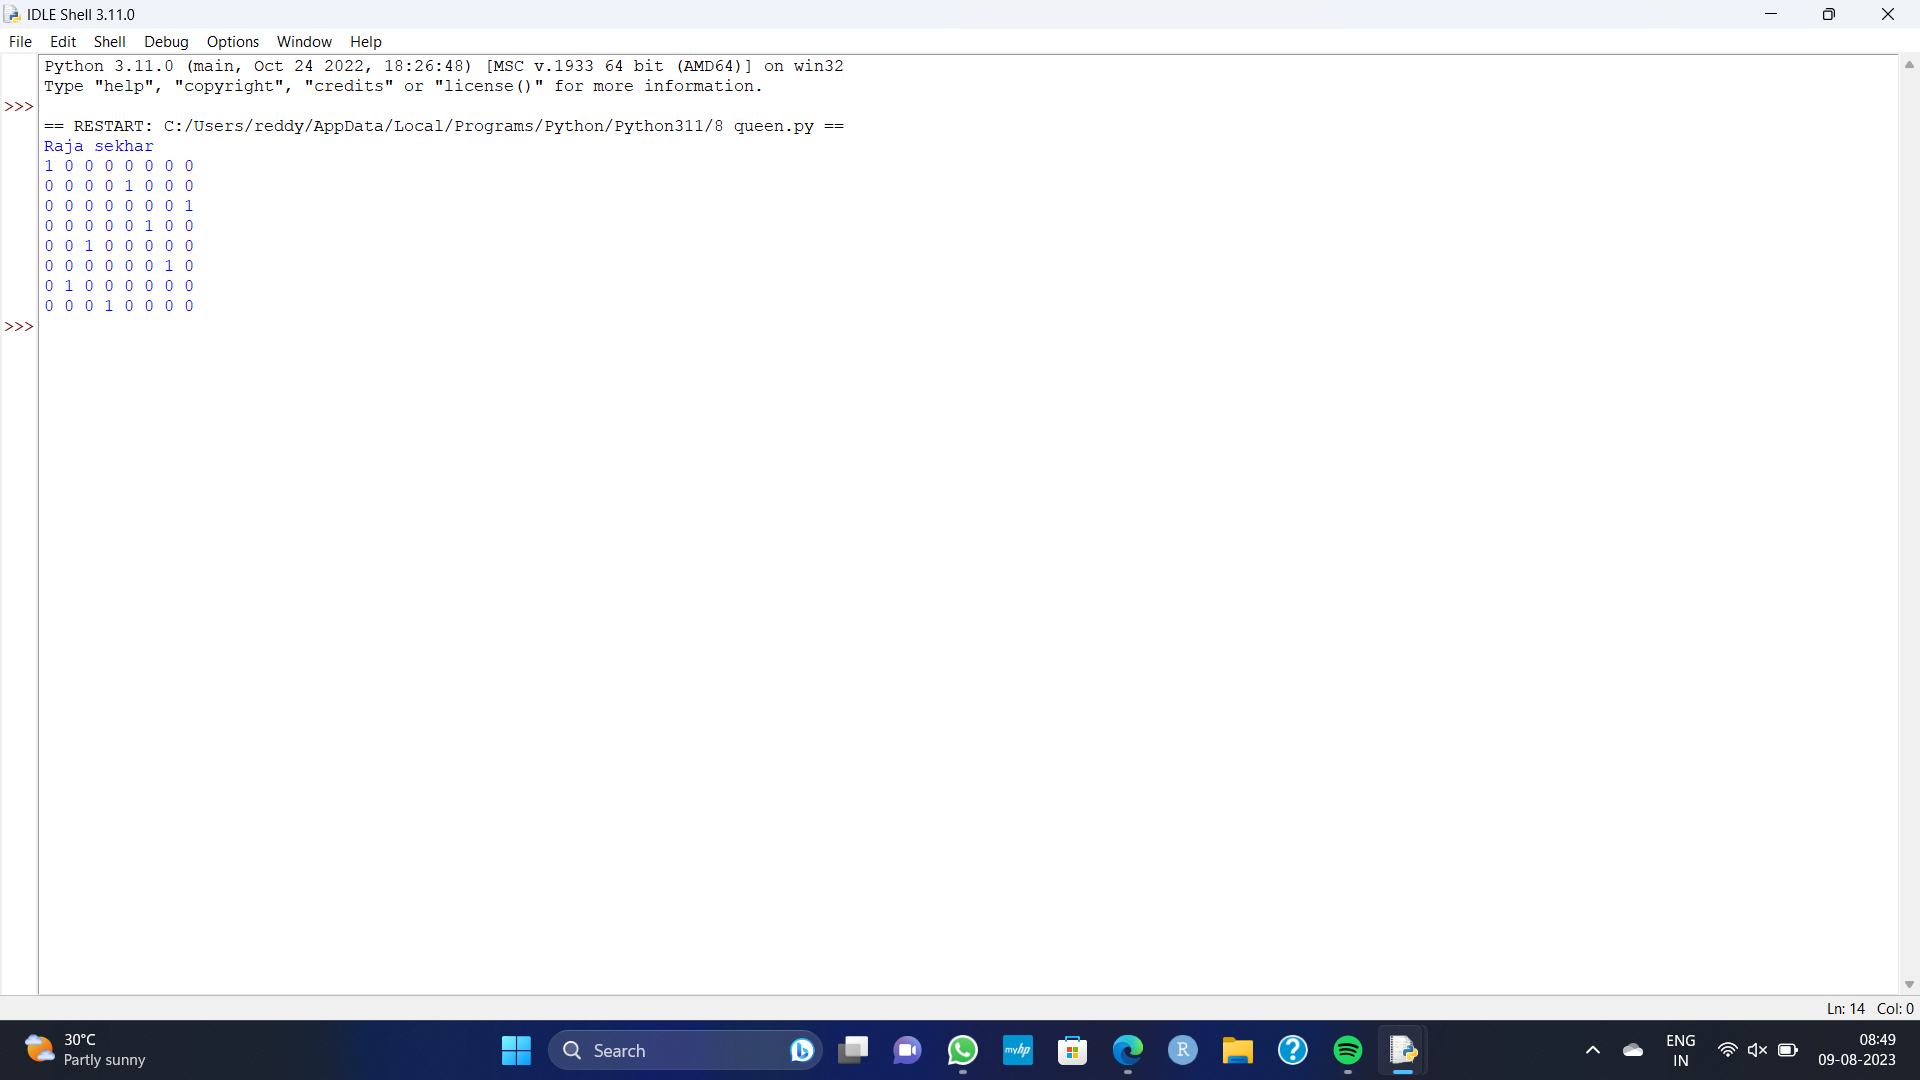 IDLE Shell 3.11.0
File Edit Shell Debug Options Window Help
Python 3.11.0 (main, Oct 24 2022, 18:26:48) [MSC v.1933 64 bit (AMD64)] on win32
Type "help", "copyright", "credits" or "license()" for more information.
>>>
== RESTART: C:/Users/reddy/AppData/Local/Programs/Python/Python311/8 queen.py ==
Raja sekhar
1 0 0 0 0 0 0 0
0 0 0 0 1 0 0 0
0 0 0 0 0 0 0 1
0 0 0 0 0 1 0 0
0 0 1 0 0 0 0 0
0 0 0 0 0 0 1 0
0 1 0 0 0 0 0 0
0 0 0 1 0 0 0 0
>>>
Ln: 14 Col: 0
30°C
Partly sunny
Search
myhp
R
?
ENG
IN
08:49
09-08-2023